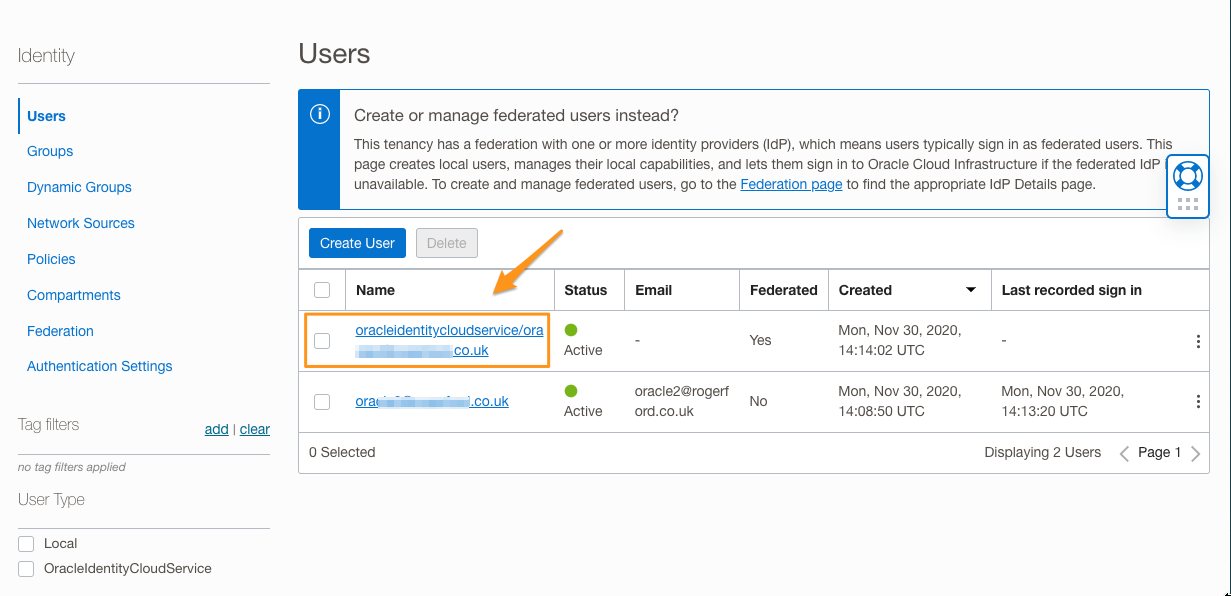 Identity
Users
Groups
Dynamic Groups
Network Sources
Policies
Compartments
Federation
Authentication Settings
Tag filters
add | clear
no tag filters applied
User Type
Local
OracleIdentityCloudService
Users
Create or manage federated users instead?
This tenancy has a federation with one or more identity providers (IdP), which means users typically sign in as federated users. This
page creates local users, manages their local capabilities, and lets them sign in to Oracle Cloud Infrastructure if the federated IdP
unavailable. To create and manage federated users, go to the Federation page to find the appropriate IdP Details page.
Create User Delete
Name Status Email Federated Created Last recorded sign in
oracleidentitycloudservice/ora
co.uk
Active
-
Yes
Mon, Nov 30, 2020,
14:14:02 UTC
-
.co.uk
Active
oracle2@rogerf
ord.co.uk
No
Mon, Nov 30, 2020,
14:08:50 UTC
Mon, Nov 30, 2020,
14:13:20 UTC
0 Selected
Displaying 2 Users
Page 1